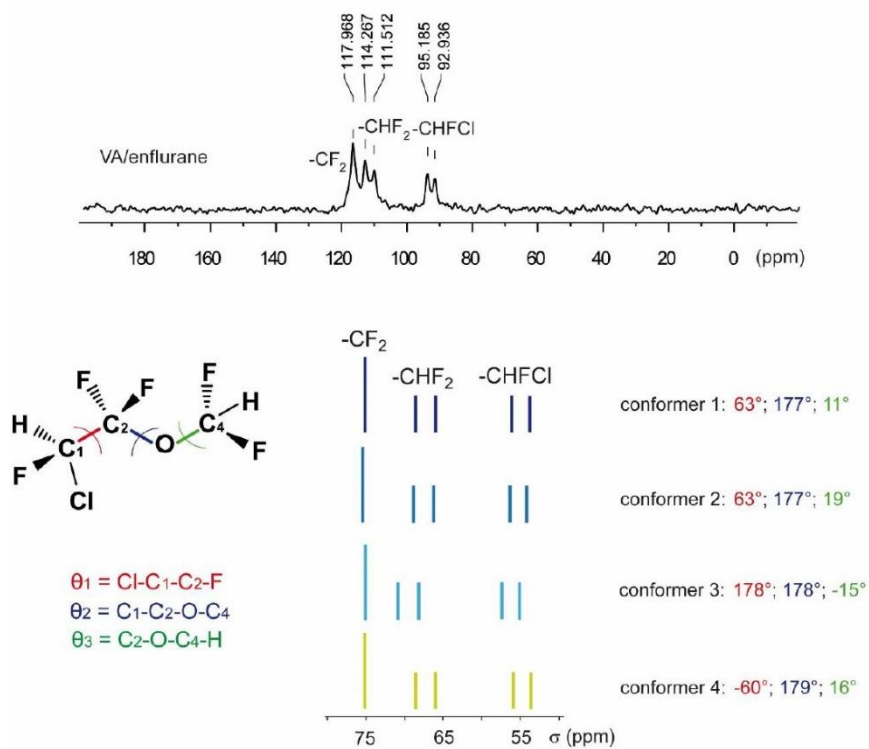 117.968
114.267
111.512
95.185
92.936
-CHF₂ -CHFCl
VA/enflurane
-CF₂
180 160 140 120 100 80 60 40 20 0 (ppm)
-CF₂
-CHF₂ -CHFCl
conformer 1: 63°; 177°; 11°
F F F H
H C₁ C₂ O C₄
F F
Cl
conformer 2: 63°; 177°; 19°
θ₁ = Cl-C₁-C₂-F
θ₂ = C₁-C₂-O-C₄
θ₃ = C₂-O-C₄-H
conformer 3: 178°; 178°; -15°
conformer 4: -60°; 179°; 16°
75 65 55 σ (ppm)